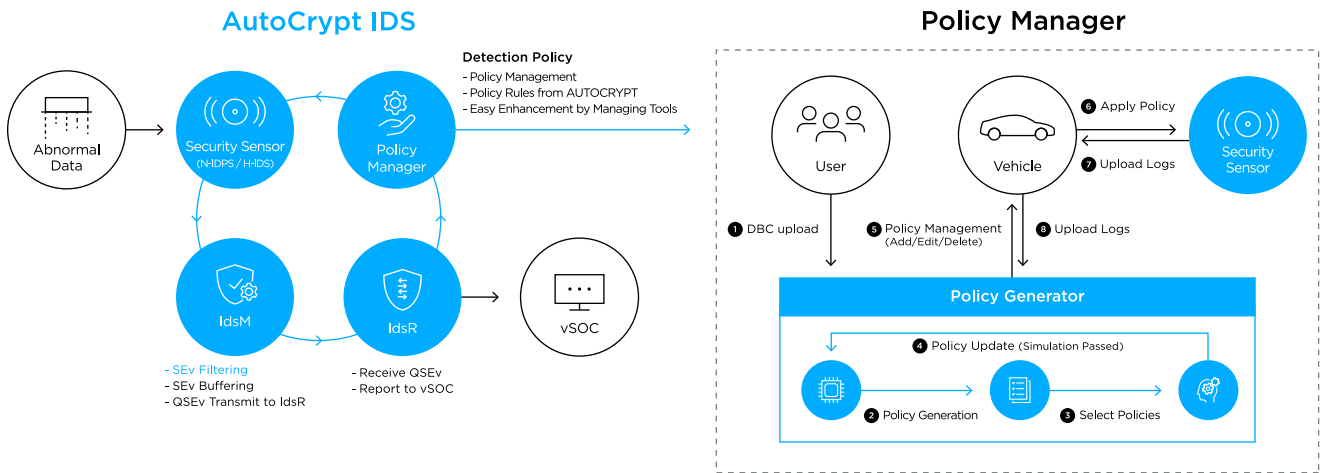 AutoCrypt IDS
Abnormal
Data
Security Sensor
(N-IDPS / H-IDS)
Policy
Manager
Detection Policy
- Policy Management
- Policy Rules from AUTOCRYPT
- Easy Enhancement by Managing Tools
IdsM
- SEv Filtering
- SEv Buffering
- QSEv Transmit to IdsR
IdsR
- Receive QSEv
- Report to vSOC
vSOC
Policy Manager
User
Vehicle
6 Apply Policy
7 Upload Logs
Security
Sensor
1 DBC upload
5 Policy Management
(Add/Edit/Delete)
8 Upload Logs
Policy Generator
4 Policy Update (Simulation Passed)
2 Policy Generation
3 Select Policies